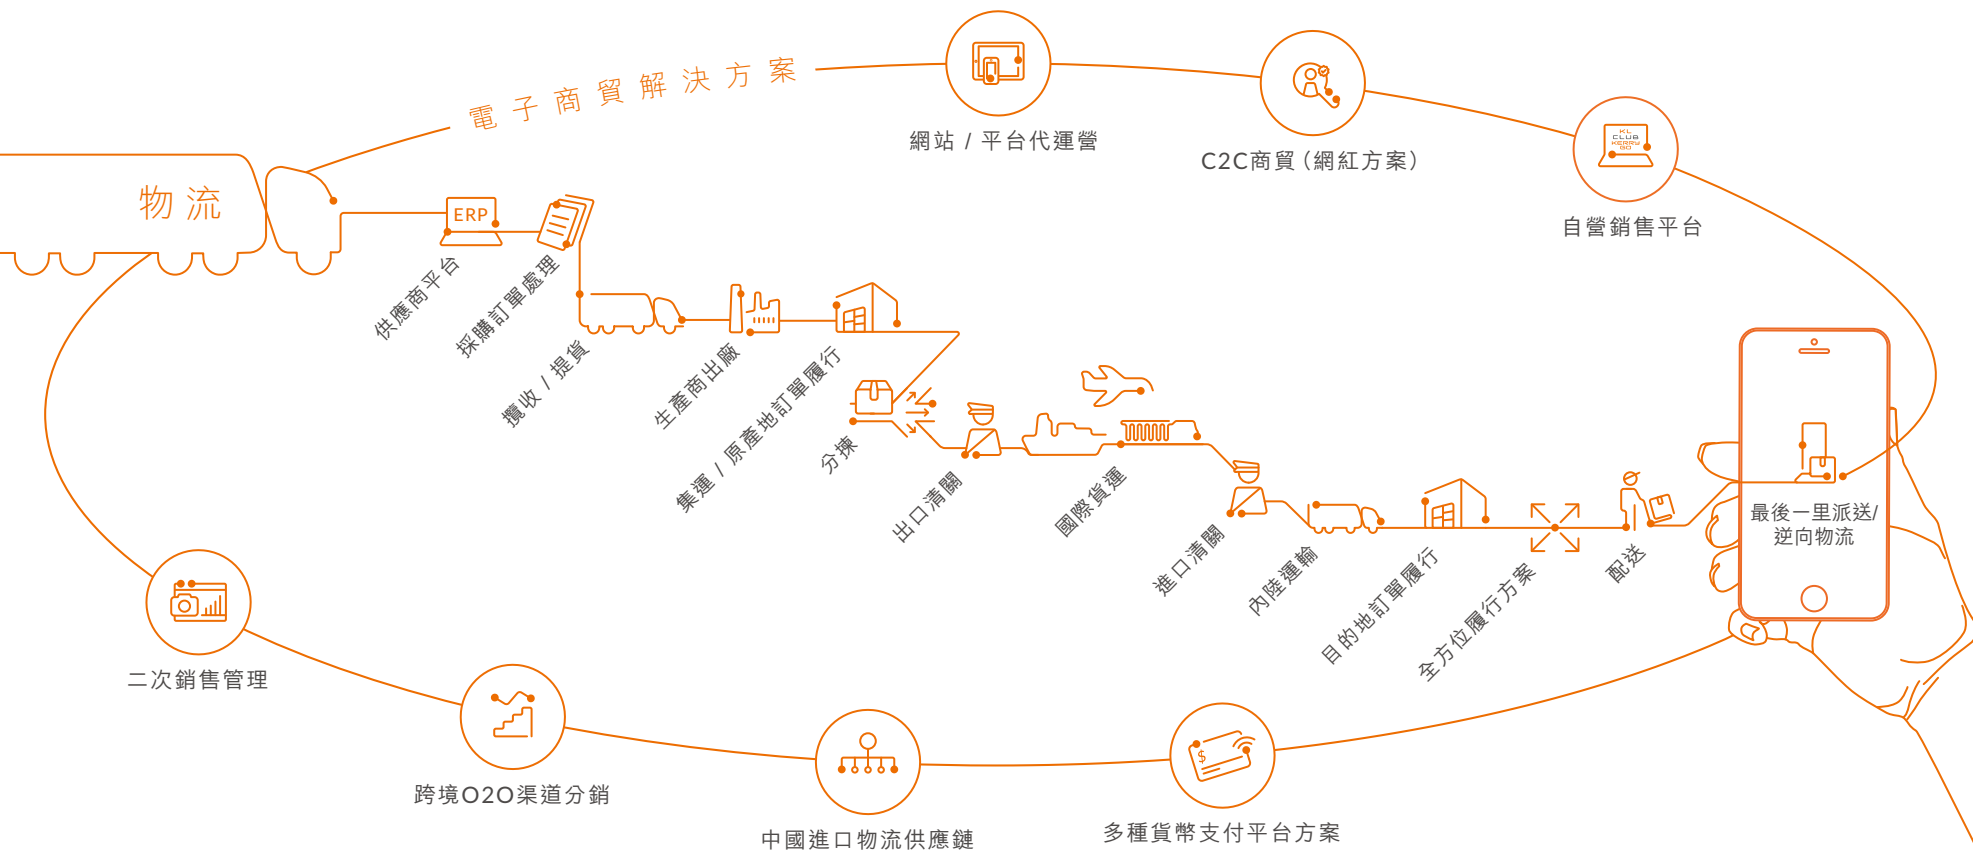 電子商貿解決方案
網站 / 平台代運營
C2C商貿（網紅方案）
KL
CLUB
KERRY
GO
自營銷售平台
物流
ERP
供應商平台
採購訂單處理
攬收 / 提貨
生產商出廠
集運 / 原產地訂單履行
分揀
出口清關
國際貨運
進口清關
內陸運輸
目的地訂單履行
全方位履行方案
配送
最後一里派送/
逆向物流
二次銷售管理
跨境O2O渠道分銷
中國進口物流供應鏈
$
多種貨幣支付平台方案